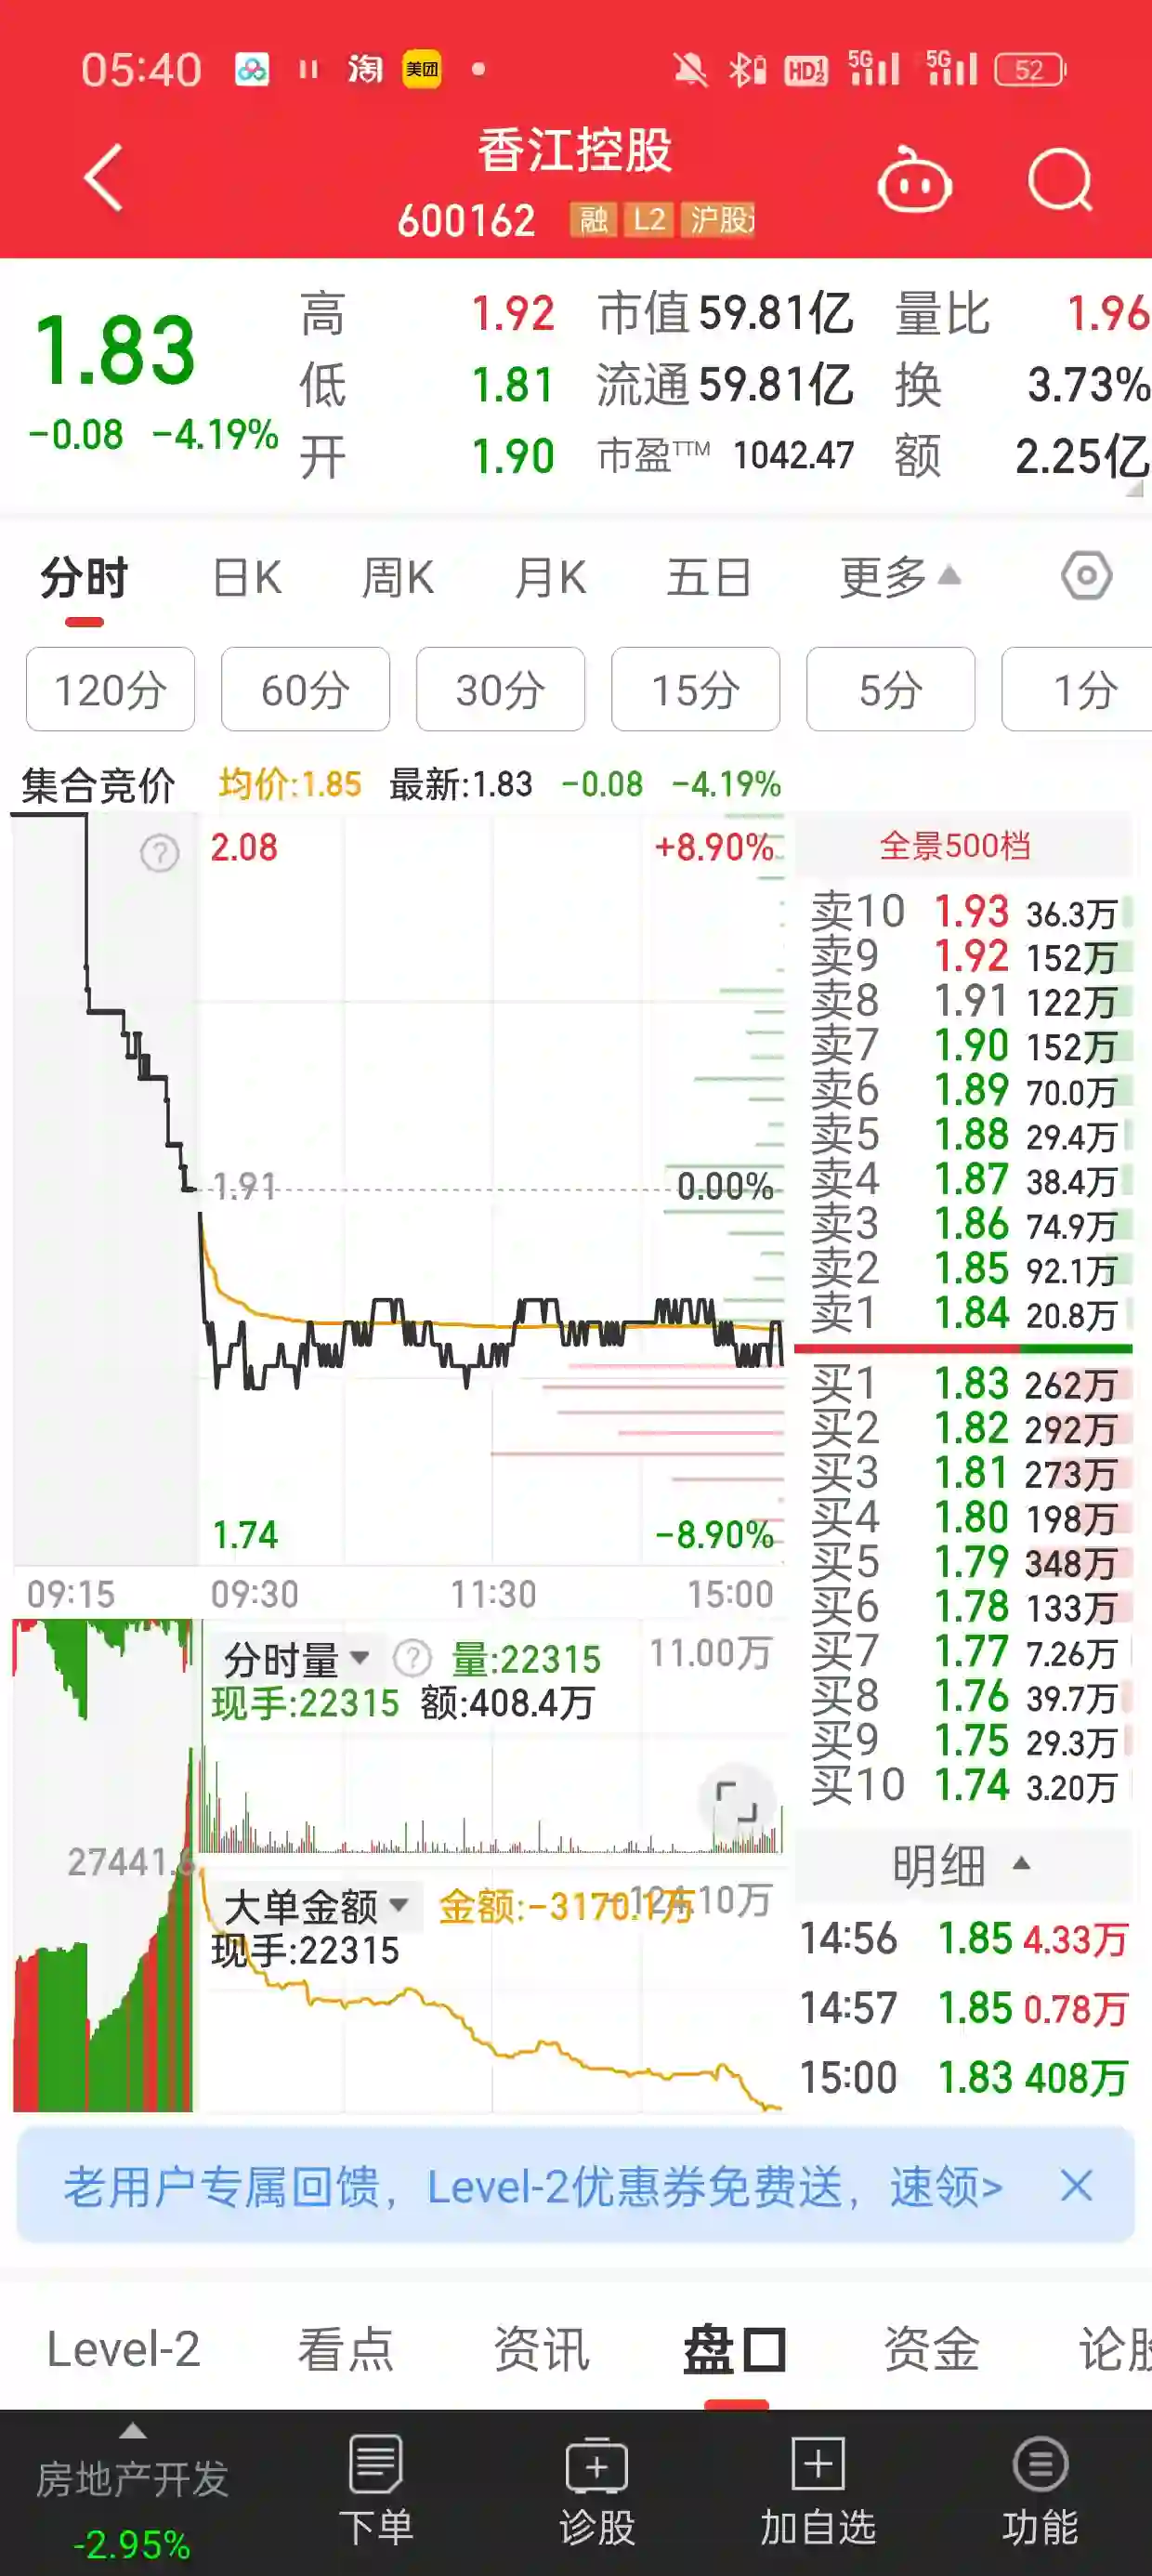 05:40 淘 美团 HD 1 2 5G 5G 52
香江控股
600162 融 L2 沪股通
1.83
-0.08 -4.19%
高 1.92 市值 59.81亿 量比 1.96
低 1.81 流通 59.81亿 换 3.73%
开 1.90 市盈TTM 1042.47 额 2.25亿
分时 日K 周K 月K 五日 更多
120分 60分 30分 15分 5分 1分
集合竞价 均价:1.85 最新:1.83 -0.08 -4.19%
2.08 +8.90%
1.91 0.00%
1.74 -8.90%
09:15 09:30 11:30 15:00
全景500档
卖10 1.93 36.3万
卖9 1.92 152万
卖8 1.91 122万
卖7 1.90 152万
卖6 1.89 70.0万
卖5 1.88 29.4万
卖4 1.87 38.4万
卖3 1.86 74.9万
卖2 1.85 92.1万
卖1 1.84 20.8万
买1 1.83 262万
买2 1.82 292万
买3 1.81 273万
买4 1.80 198万
买5 1.79 348万
买6 1.78 133万
买7 1.77 7.26万
买8 1.76 39.7万
买9 1.75 29.3万
买10 1.74 3.20万
分时量 ? 量:22315 11.00万
现手:22315 额:408.4万
27441.6
大单金额 金额:-3170.1万 124.10万
现手:22315
明细
14:56 1.85 4.33万
14:57 1.85 0.78万
15:00 1.83 408万
老用户专属回馈，Level-2优惠券免费送，速领>
Level-2 看点 资讯 盘口 资金 论股
房地产开发
-2.95%
下单 诊股 加自选 功能